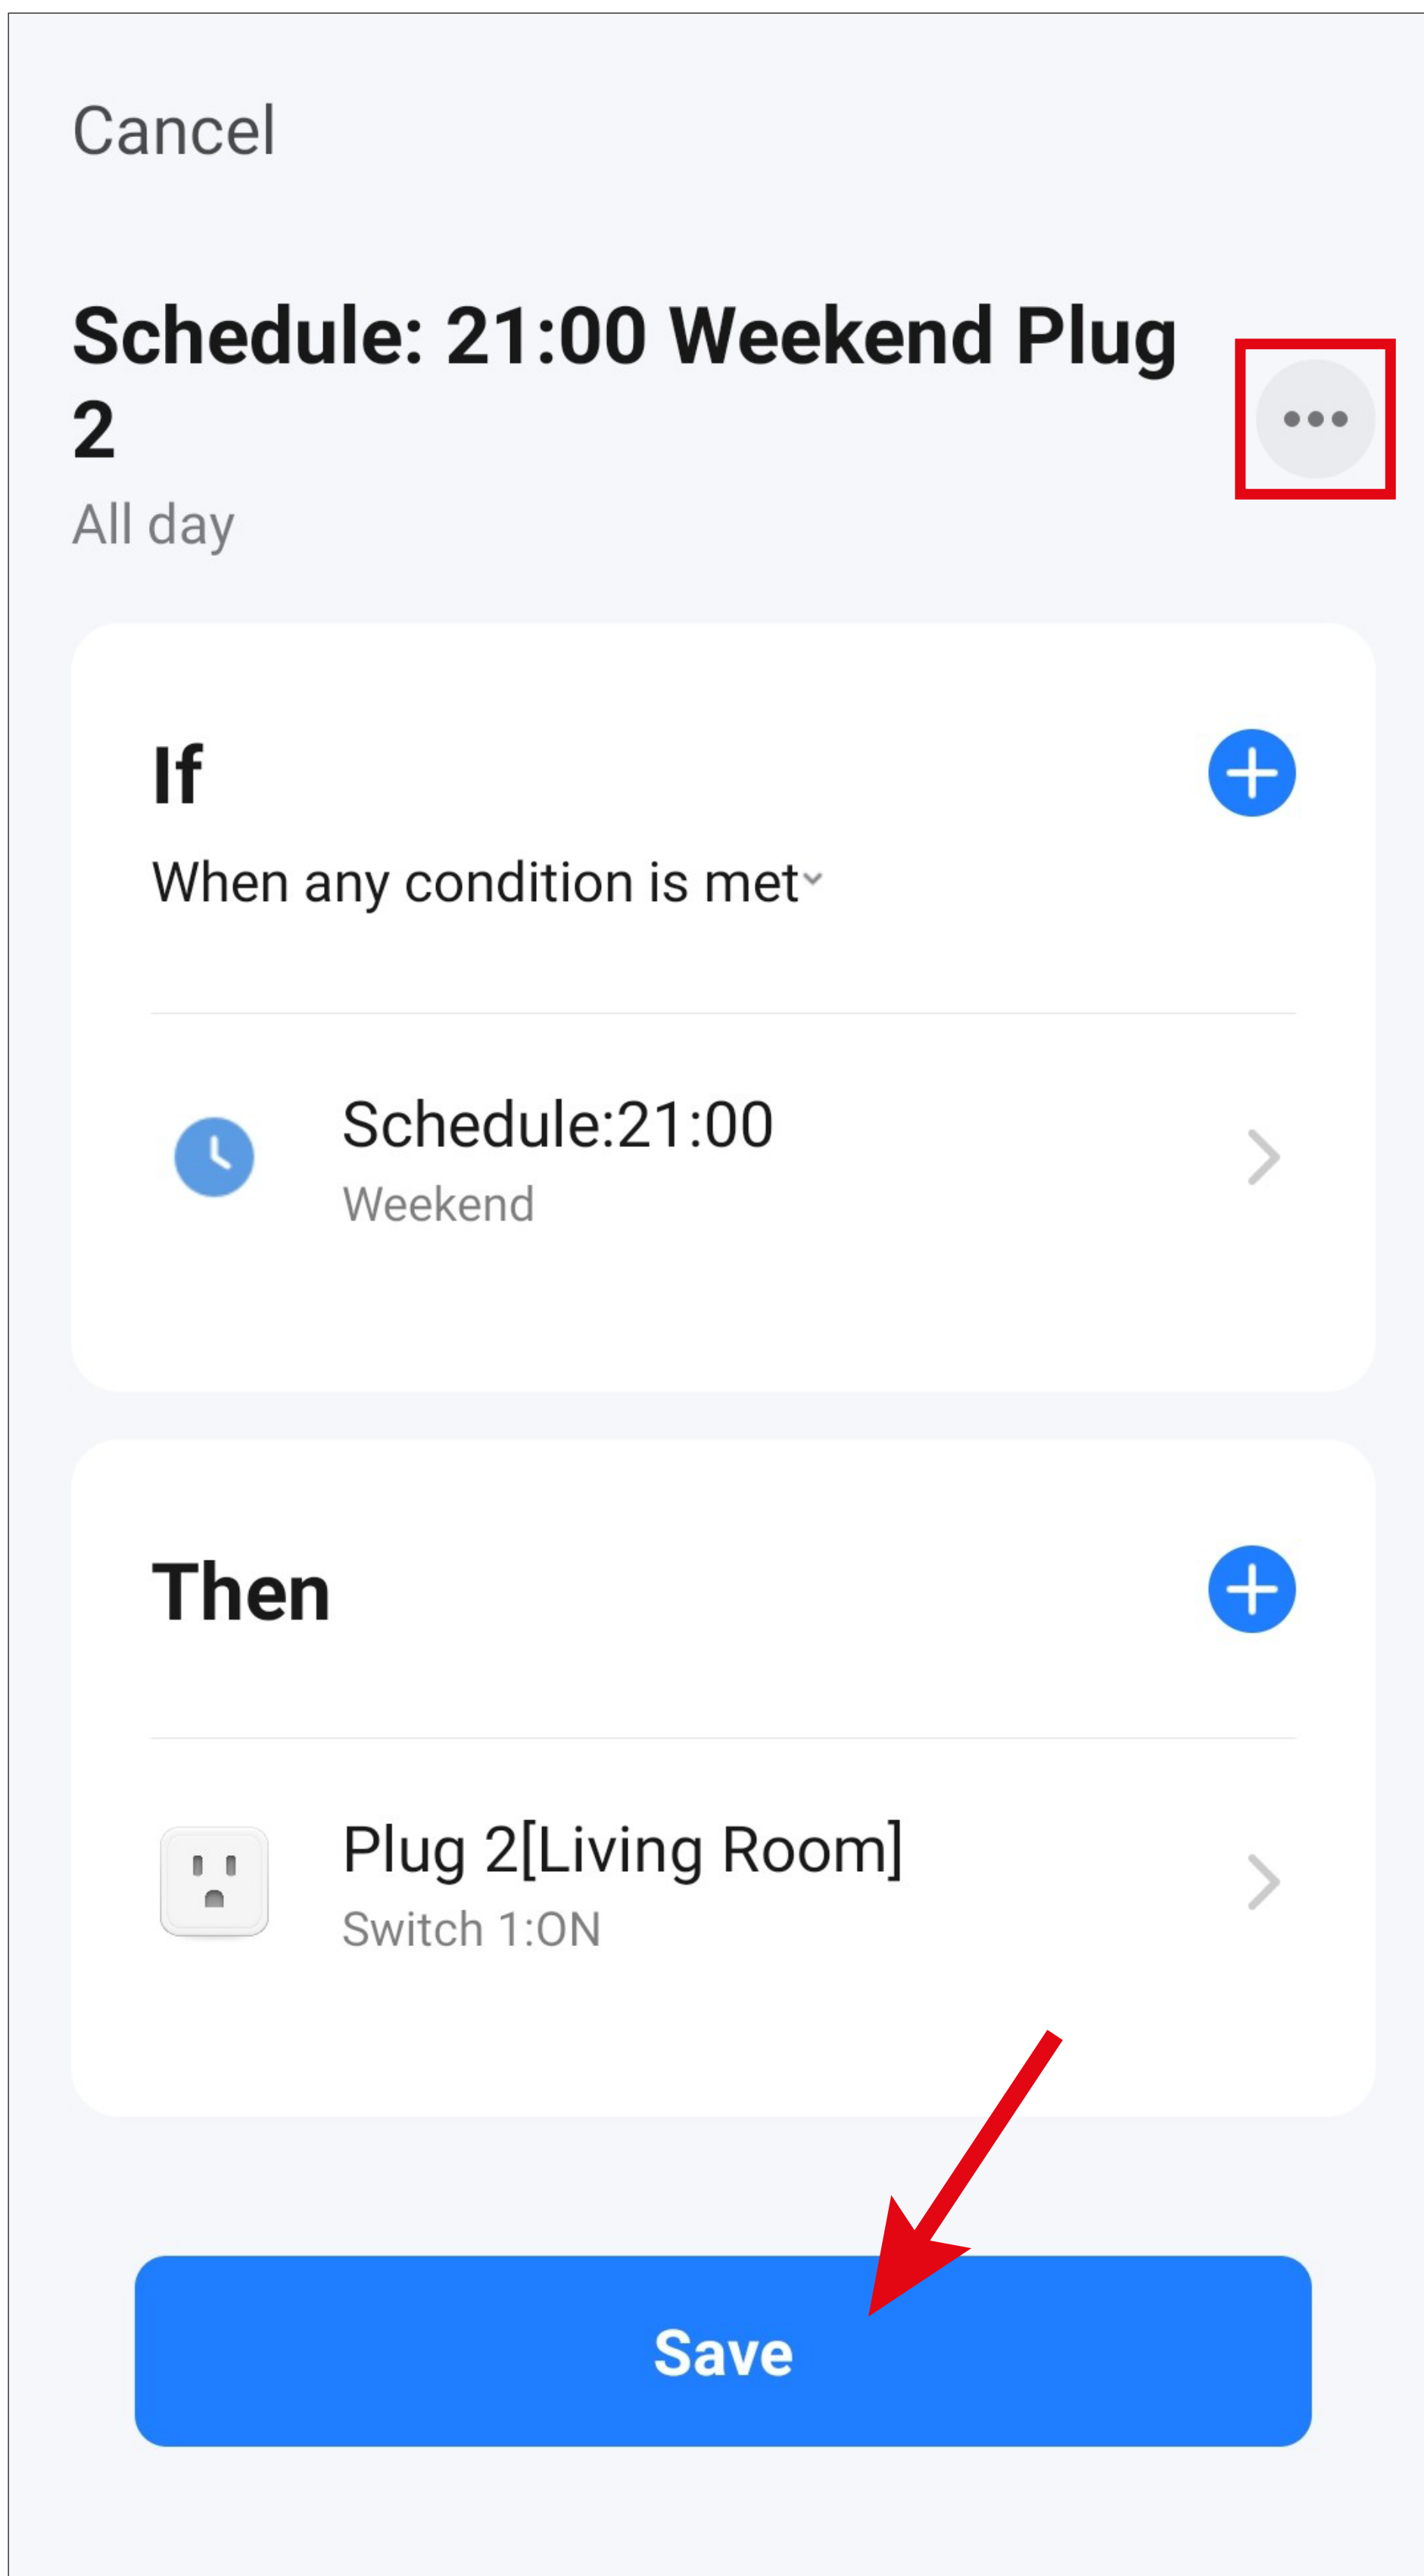 Cancel
Schedule: 21:00 Weekend Plug
2
All day
If
When any condition is met
Schedule:21:00
Weekend
Then
Plug 2[Living Room]
Switch 1:ON
Save